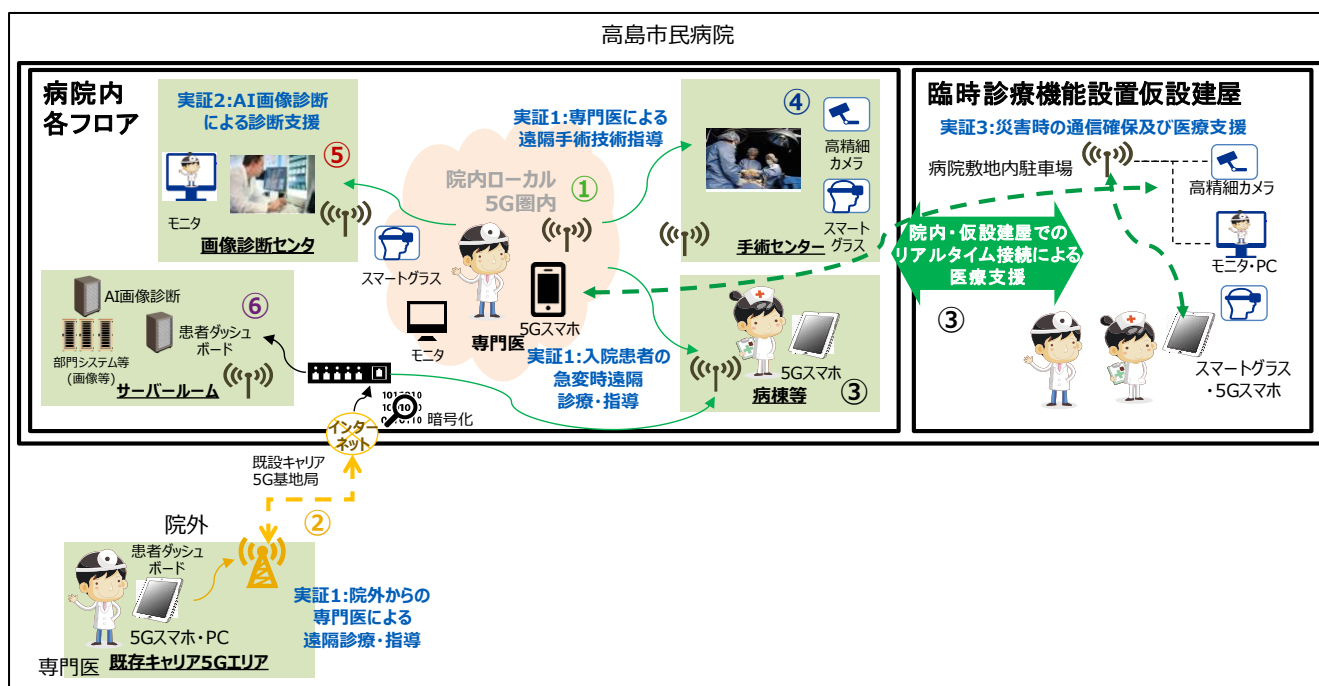 高島市民病院
病院内
各フロア
実証2:AI画像診断
による診断支援
⑤
モニタ
画像診断センタ
院内ローカル
5G圏内
①
スマートグラス
モニタ
専門医
5Gスマホ
実証1:専門医による
遠隔手術技術指導
④
高精細
カメラ
スマート
グラス
手術センター
AI画像診断
⑥
患者ダッシュ
ボード
部門システム等
(画像等)
サーバールーム
実証1:入院患者の
急変時遠隔
診療・指導
5Gスマホ
③
病棟等
暗号化
インター
ネット
臨時診療機能設置仮設建屋
実証3:災害時の通信確保及び医療支援
病院敷地内駐車場
高精細カメラ
モニタ・PC
院内・仮設建屋での
リアルタイム接続による
医療支援
③
スマートグラス
・5Gスマホ
既設キャリア
5G基地局
②
院外
患者ダッシュ
ボード
5Gスマホ・PC
専門医
既存キャリア5Gエリア
実証1:院外からの
専門医による
遠隔診療・指導